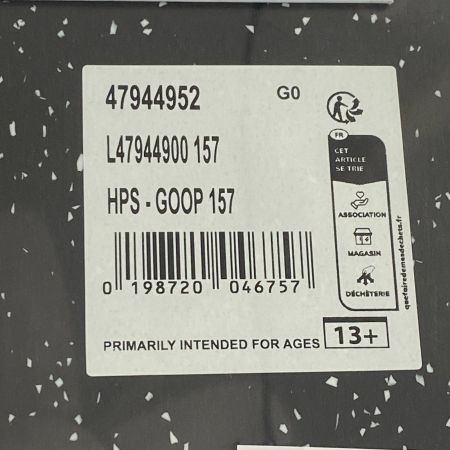 47944952 G0
L47944900 157
HPS - GOOP 157
0 198720 046757
PRIMARILY INTENDED FOR AGES 13+
FR
CET
ARTICLE
SE TRIE
ASSOCIATION
MAGASIN
DÉCHÈTERIE
quefairedemesdechets.fr